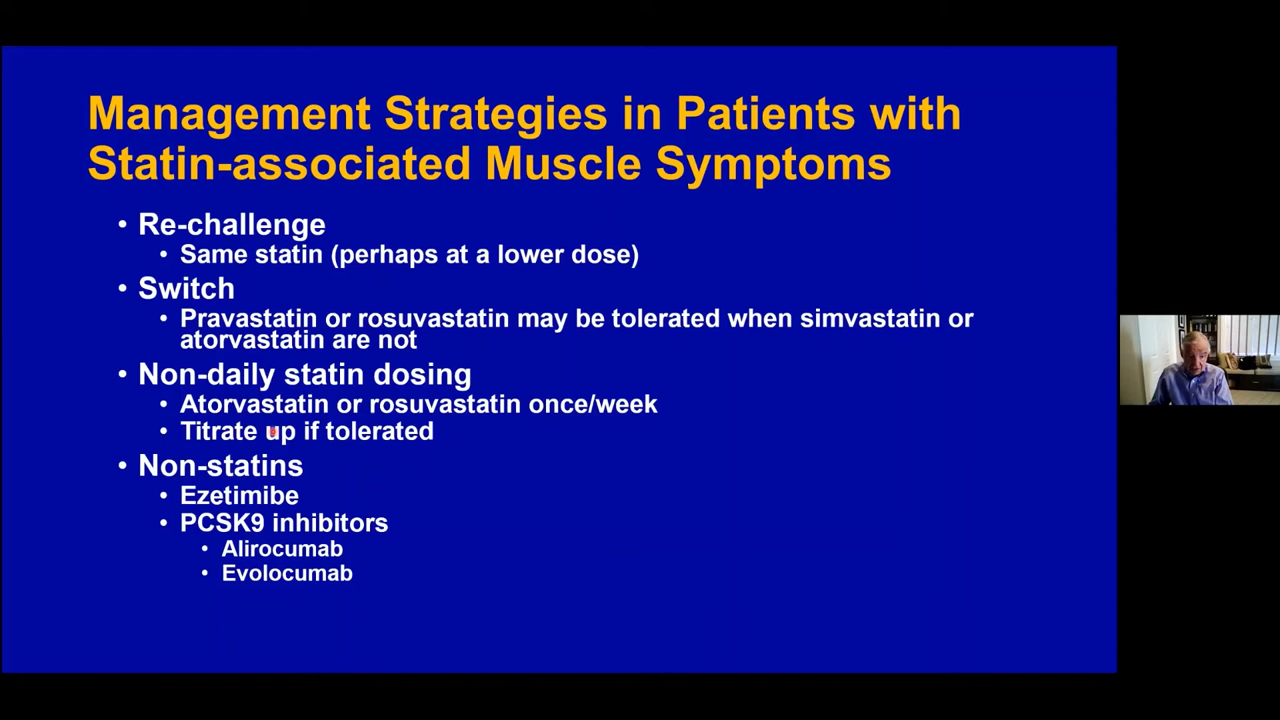 Management Strategies in Patients with
Statin-associated Muscle Symptoms
• Re-challenge
• Same statin (perhaps at a lower dose)
• Switch
• Pravastatin or rosuvastatin may be tolerated when simvastatin or
atorvastatin are not
• Non-daily statin dosing
• Atorvastatin or rosuvastatin once/week
• Titrate up if tolerated
• Non-statins
• Ezetimibe
• PCSK9 inhibitors
• Alirocumab
• Evolocumab